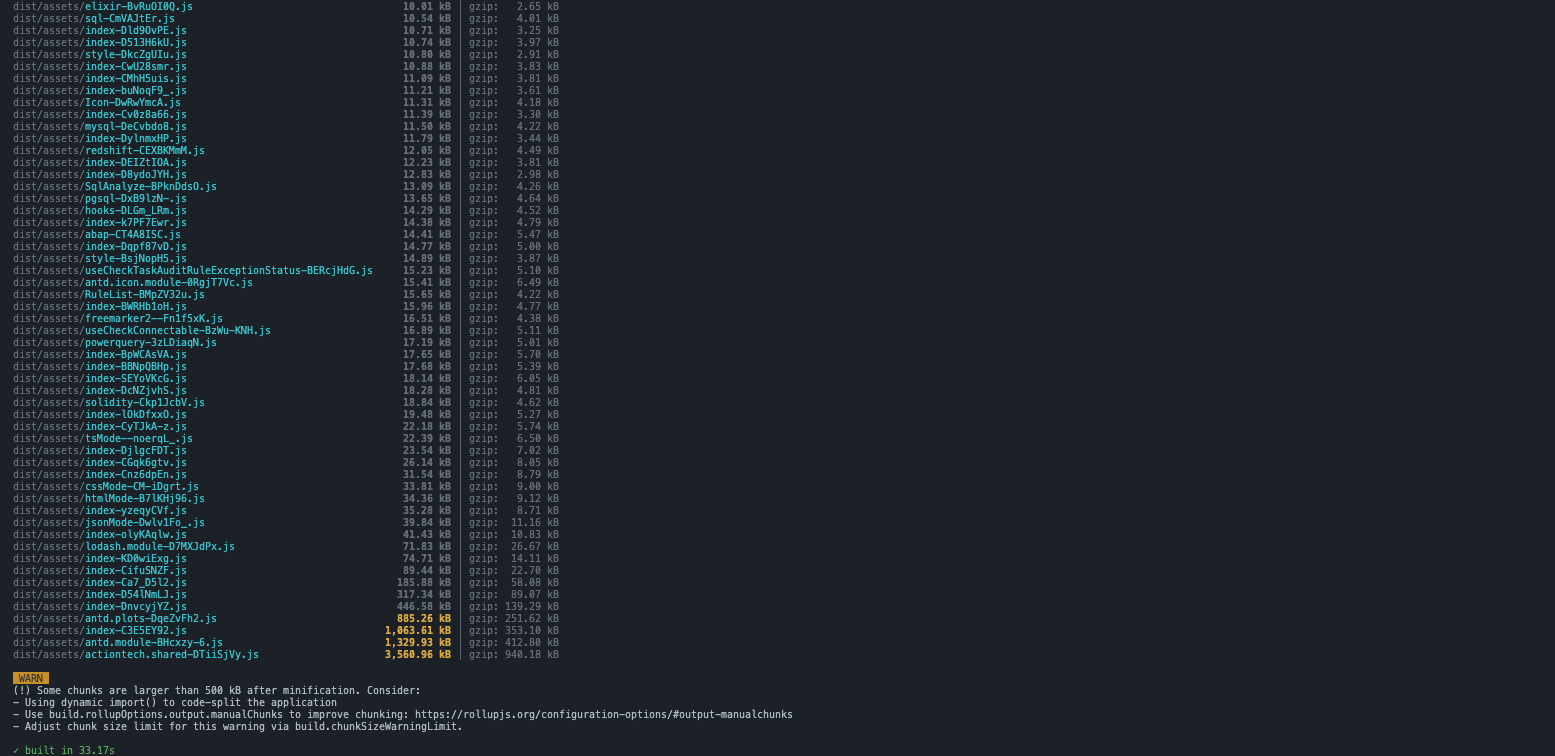 dist/assets/elixir-BvRuOI0Q.js 10.01 kB │ gzip: 2.65 kB
dist/assets/sql-CmVAJtEr.js 10.54 kB │ gzip: 4.01 kB
dist/assets/index-Dld9OvPE.js 10.71 kB │ gzip: 3.25 kB
dist/assets/index-D513H6kU.js 10.74 kB │ gzip: 3.97 kB
dist/assets/style-DkcZgUIu.js 10.80 kB │ gzip: 2.91 kB
dist/assets/index-CwU28smr.js 10.88 kB │ gzip: 3.83 kB
dist/assets/index-CMhH5uis.js 11.09 kB │ gzip: 3.81 kB
dist/assets/index-buNoqF9_.js 11.21 kB │ gzip: 3.61 kB
dist/assets/Icon-DwRwYmcA.js 11.31 kB │ gzip: 4.18 kB
dist/assets/index-Cv0z8a66.js 11.39 kB │ gzip: 3.30 kB
dist/assets/mysql-DeCvbdo8.js 11.50 kB │ gzip: 4.22 kB
dist/assets/index-DylnmxHP.js 11.79 kB │ gzip: 3.44 kB
dist/assets/redshift-CEXBKMmM.js 12.05 kB │ gzip: 4.49 kB
dist/assets/index-DEIZtIOA.js 12.23 kB │ gzip: 3.81 kB
dist/assets/index-D8ydoJYH.js 12.83 kB │ gzip: 2.98 kB
dist/assets/SqlAnalyze-BPknDdsO.js 13.09 kB │ gzip: 4.26 kB
dist/assets/pgsql-DxB9lzN-.js 13.65 kB │ gzip: 4.64 kB
dist/assets/hooks-DLGm_LRm.js 14.29 kB │ gzip: 4.52 kB
dist/assets/index-k7PF7Ewr.js 14.38 kB │ gzip: 4.79 kB
dist/assets/abap-CT4A8ISC.js 14.41 kB │ gzip: 5.47 kB
dist/assets/index-Dqpf87vD.js 14.77 kB │ gzip: 5.00 kB
dist/assets/style-BsjNopH5.js 14.89 kB │ gzip: 3.87 kB
dist/assets/useCheckTaskAuditRuleExceptionStatus-BERcjHdG.js 15.23 kB │ gzip: 5.10 kB
dist/assets/antd.icon.module-0RgjT7Vc.js 15.41 kB │ gzip: 6.49 kB
dist/assets/RuleList-BMpZV32u.js 15.65 kB │ gzip: 4.22 kB
dist/assets/index-BWRHb1oH.js 15.96 kB │ gzip: 4.77 kB
dist/assets/freemarker2--Fn1f5xK.js 16.51 kB │ gzip: 4.38 kB
dist/assets/useCheckConnectable-BzWu-KNH.js 16.89 kB │ gzip: 5.11 kB
dist/assets/powerquery-3zLDiaqN.js 17.19 kB │ gzip: 5.01 kB
dist/assets/index-BpWCAsVA.js 17.65 kB │ gzip: 5.70 kB
dist/assets/index-BBNpQBHp.js 17.68 kB │ gzip: 5.39 kB
dist/assets/index-SEYoVKcG.js 18.14 kB │ gzip: 6.05 kB
dist/assets/index-DcNZjvhS.js 18.28 kB │ gzip: 4.81 kB
dist/assets/solidity-Ckp1JcbV.js 18.84 kB │ gzip: 4.62 kB
dist/assets/index-lOkDfxxO.js 19.48 kB │ gzip: 5.27 kB
dist/assets/index-CyTJkA-z.js 22.18 kB │ gzip: 5.74 kB
dist/assets/tsMode--noerqL_.js 22.39 kB │ gzip: 6.50 kB
dist/assets/index-DjlgcFDT.js 23.54 kB │ gzip: 7.02 kB
dist/assets/index-CGqk6gtv.js 26.14 kB │ gzip: 8.05 kB
dist/assets/index-Cnz6dpEn.js 31.54 kB │ gzip: 8.79 kB
dist/assets/cssMode-CM-iDgrt.js 33.81 kB │ gzip: 9.00 kB
dist/assets/htmlMode-B7lKHj96.js 34.36 kB │ gzip: 9.12 kB
dist/assets/index-yzeqyCVf.js 35.28 kB │ gzip: 8.71 kB
dist/assets/jsonMode-Dwlv1Fo_.js 39.84 kB │ gzip: 11.16 kB
dist/assets/index-olyKAqlw.js 41.43 kB │ gzip: 10.83 kB
dist/assets/lodash.module-D7MXJdPx.js 71.83 kB │ gzip: 26.67 kB
dist/assets/index-KD0wiExg.js 74.71 kB │ gzip: 14.11 kB
dist/assets/index-CifuSNZF.js 89.44 kB │ gzip: 22.70 kB
dist/assets/index-Ca7_D5l2.js 185.88 kB │ gzip: 58.08 kB
dist/assets/index-D54lNmLJ.js 317.34 kB │ gzip: 89.07 kB
dist/assets/index-DnvcyjYZ.js 446.58 kB │ gzip: 139.29 kB
dist/assets/antd.plots-DqeZvFh2.js 885.26 kB │ gzip: 251.62 kB
dist/assets/index-C3E5EY92.js 1,063.61 kB │ gzip: 353.10 kB
dist/assets/antd.module-BHcxzy-6.js 1,329.93 kB │ gzip: 412.80 kB
dist/assets/actiontech.shared-DTiiSjVy.js 3,560.96 kB │ gzip: 940.18 kB
WARN
(!) Some chunks are larger than 500 kB after minification. Consider:
- Using dynamic import() to code-split the application
- Use build.rollupOptions.output.manualChunks to improve chunking: https://rollupjs.org/configuration-options/#output-manualchunks
- Adjust chunk size limit for this warning via build.chunkSizeWarningLimit.
✓ built in 33.17s